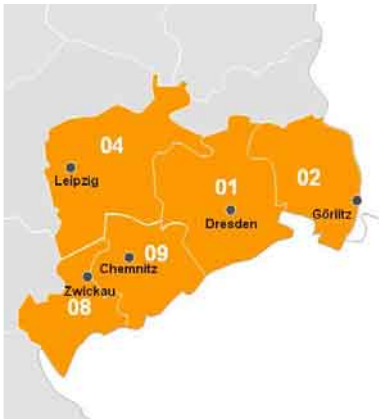 04
Leipzig
01
02
Dresden
Görlitz
09
Chemnitz
Zwickau
08